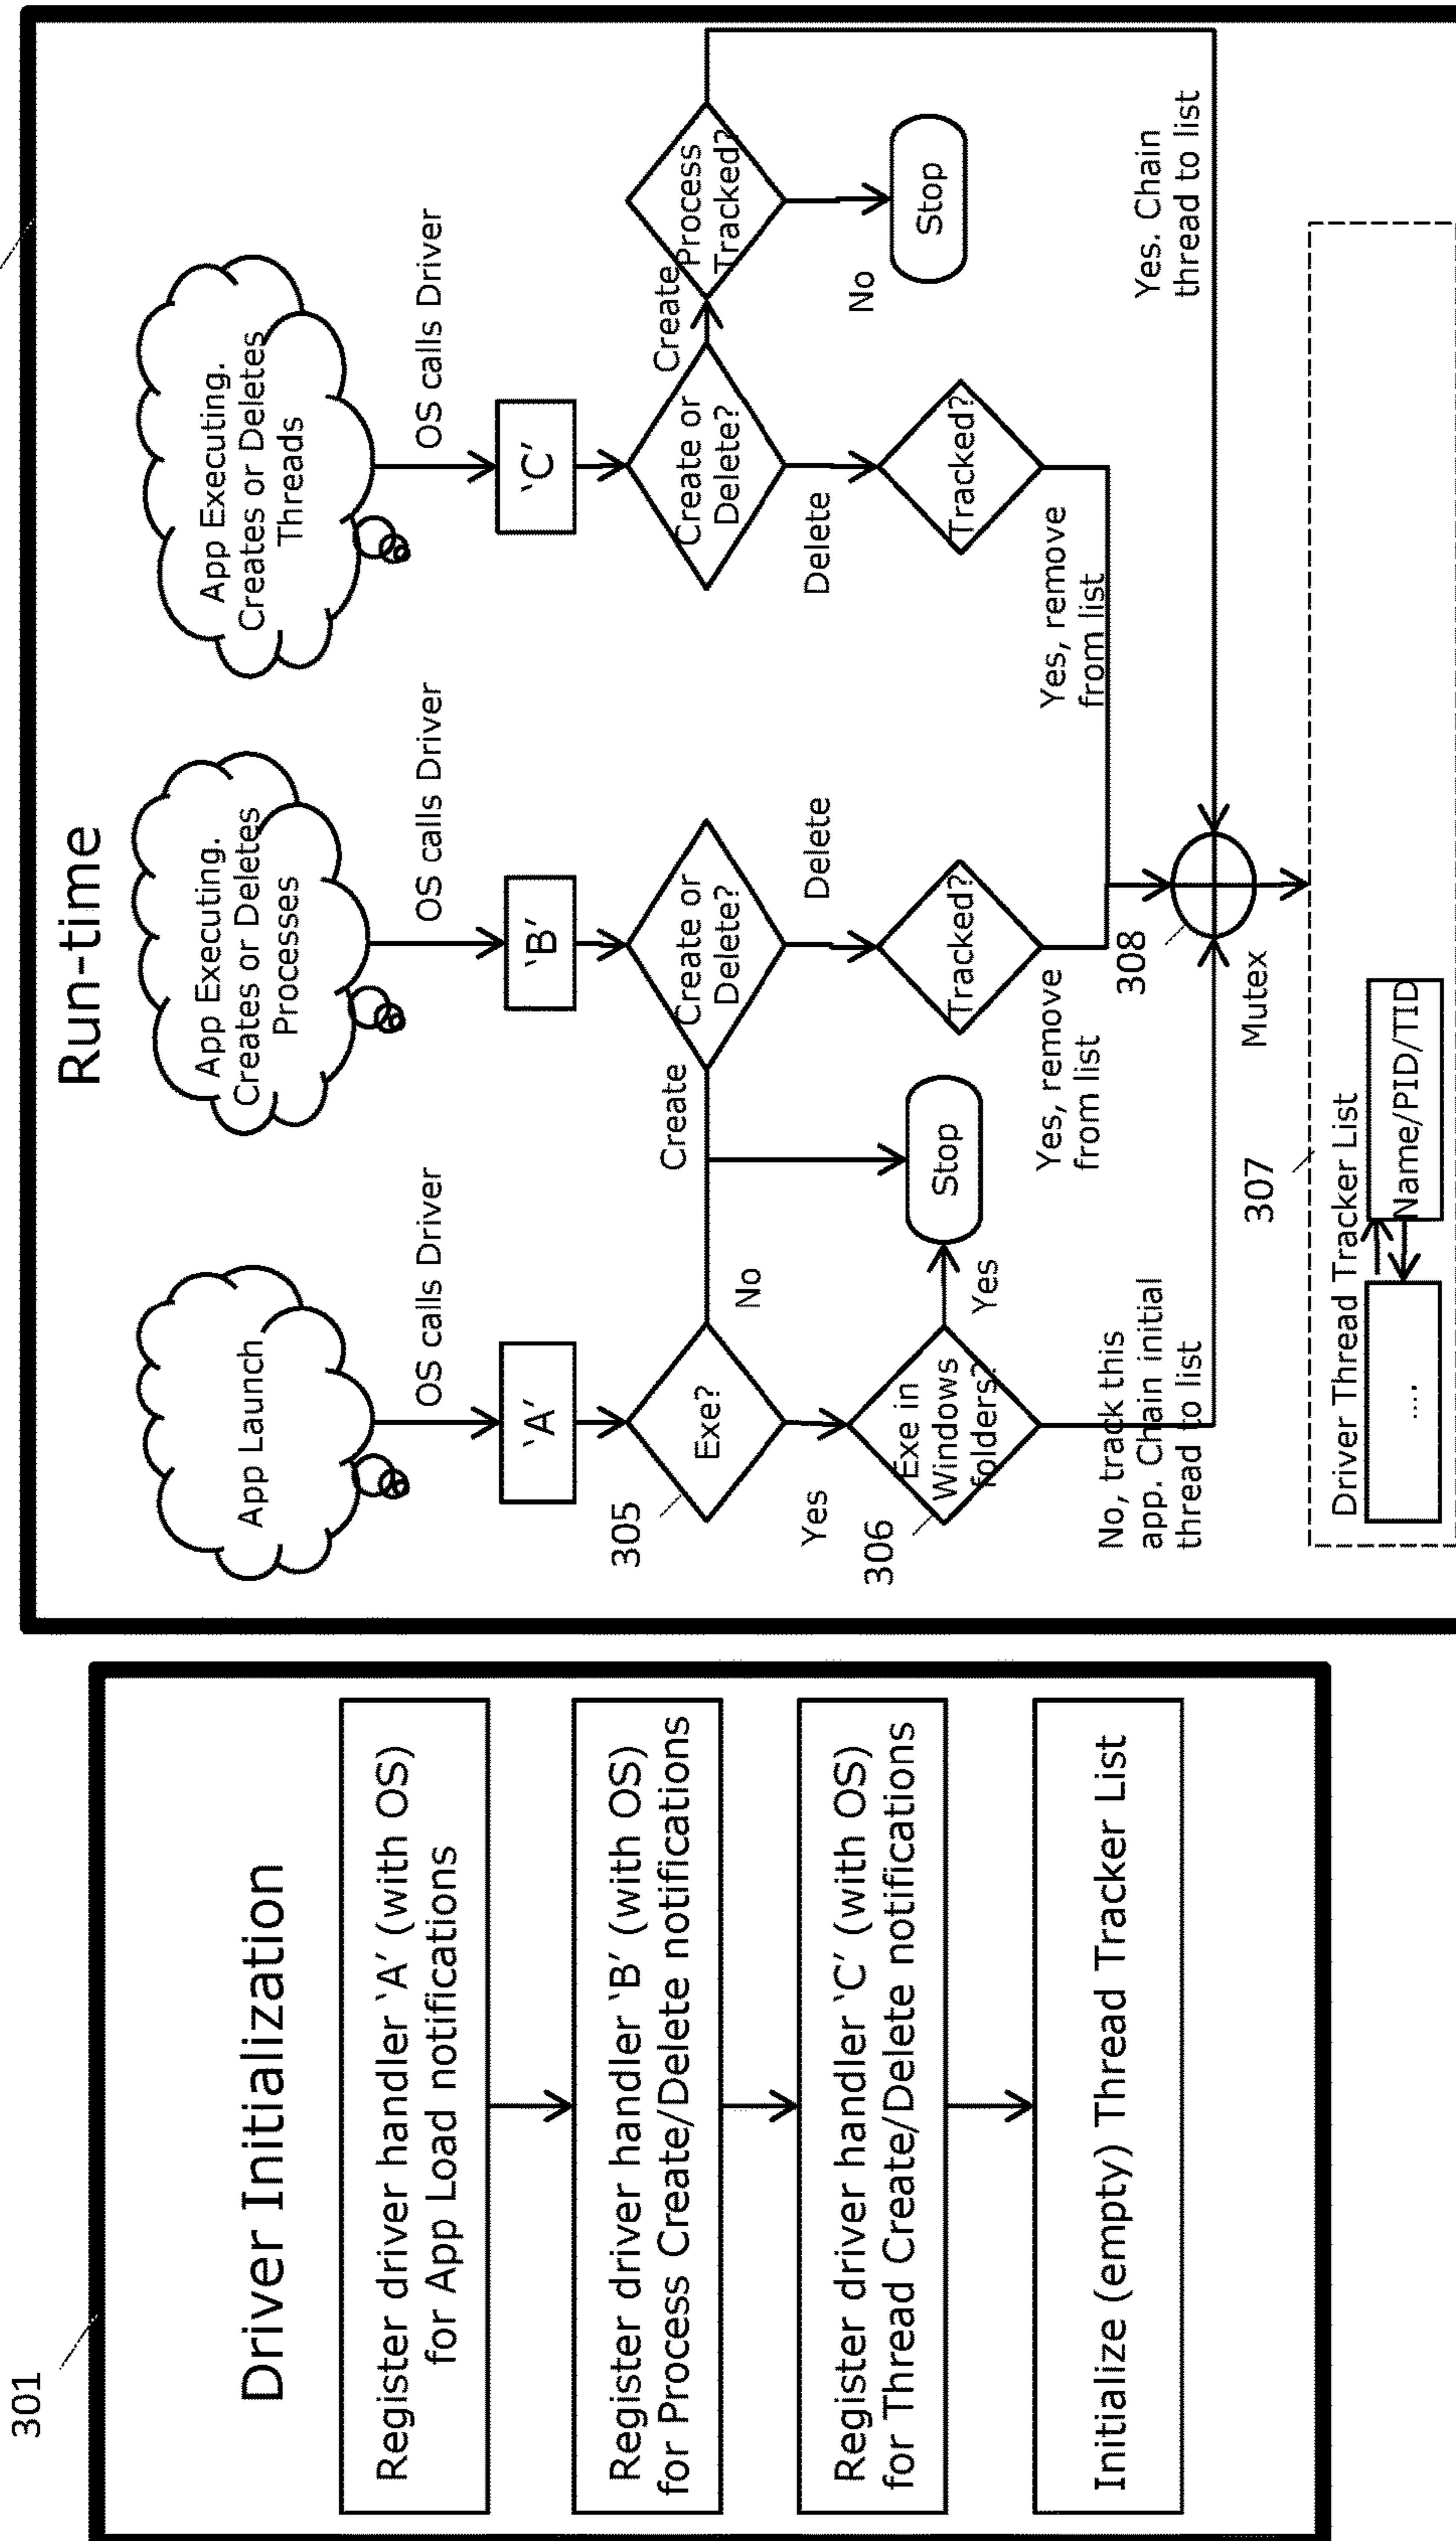 301
Driver Initialization
Register driver handler 'A' (with OS)
for App Load notifications
Register driver handler 'B' (with OS)
for Process Create/Delete notifications
Register driver handler 'C' (with OS)
for Thread Create/Delete notifications
Initialize (empty) Thread Tracker List
Run-time
App Launch
OS calls Driver
'A'
305
Exe?
No
Yes
306
Exe in
Windows
folders?
Yes
Stop
No, track this
app. Chain initial
thread to list
App Executing.
Creates or Deletes
Processes
OS calls Driver
'B'
Create or
Delete?
Create
Delete
Tracked?
Yes, remove
from list
App Executing.
Creates or Deletes
Threads
OS calls Driver
'C'
Create or
Delete?
Create
Process
Tracked?
No
Stop
Delete
Tracked?
Yes, remove
from list
Yes. Chain
thread to list
308
Mutex
307
Driver Thread Tracker List
....
Name/PID/TID